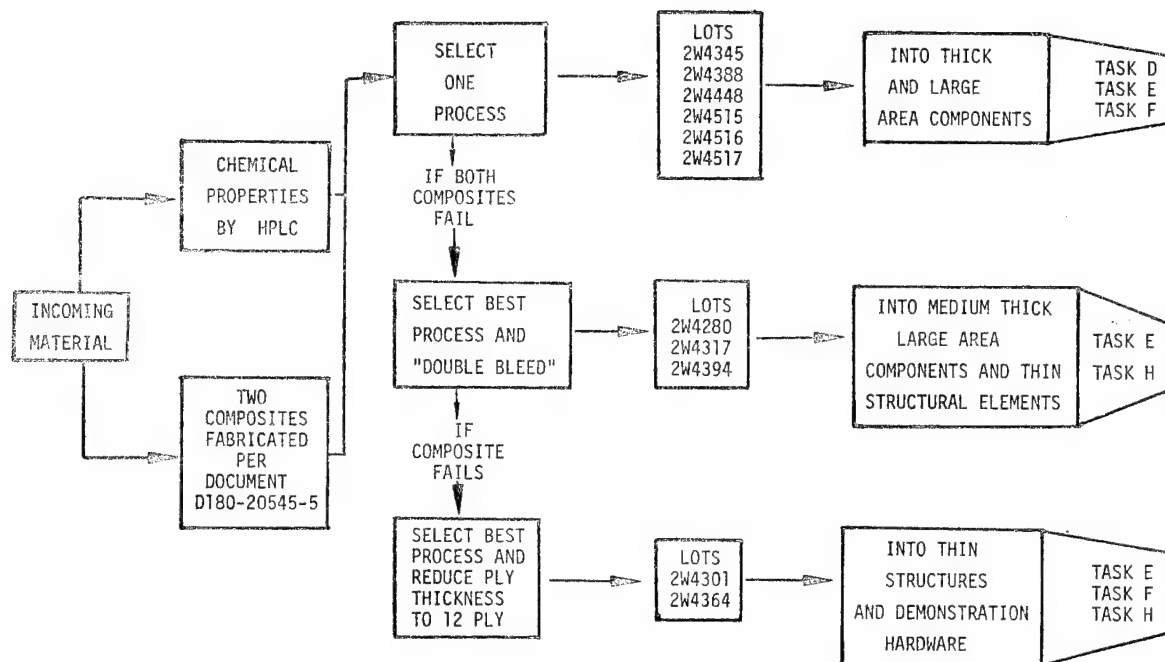 INCOMING
MATERIAL
CHEMICAL
PROPERTIES
BY HPLC
TWO
COMPOSITES
FABRICATED
PER
DOCUMENT
D180-20545-5
SELECT
ONE
PROCESS
IF BOTH
COMPOSITES
FAIL
SELECT BEST
PROCESS AND
"DOUBLE BLEED"
IF
COMPOSITE
FAILS
SELECT BEST
PROCESS AND
REDUCE PLY
THICKNESS
TO 12 PLY
LOTS
2W4345
2W4388
2W4448
2W4515
2W4516
2W4517
INTO THICK
AND LARGE
AREA COMPONENTS
TASK D
TASK E
TASK F
LOTS
2W4280
2W4317
2W4394
INTO MEDIUM THICK
LARGE AREA
COMPONENTS AND THIN
STRUCTURAL ELEMENTS
TASK E
TASK H
LOTS
2W4301
2W4364
INTO THIN
STRUCTURES
AND DEMONSTRATION
HARDWARE
TASK E
TASK F
TASK H